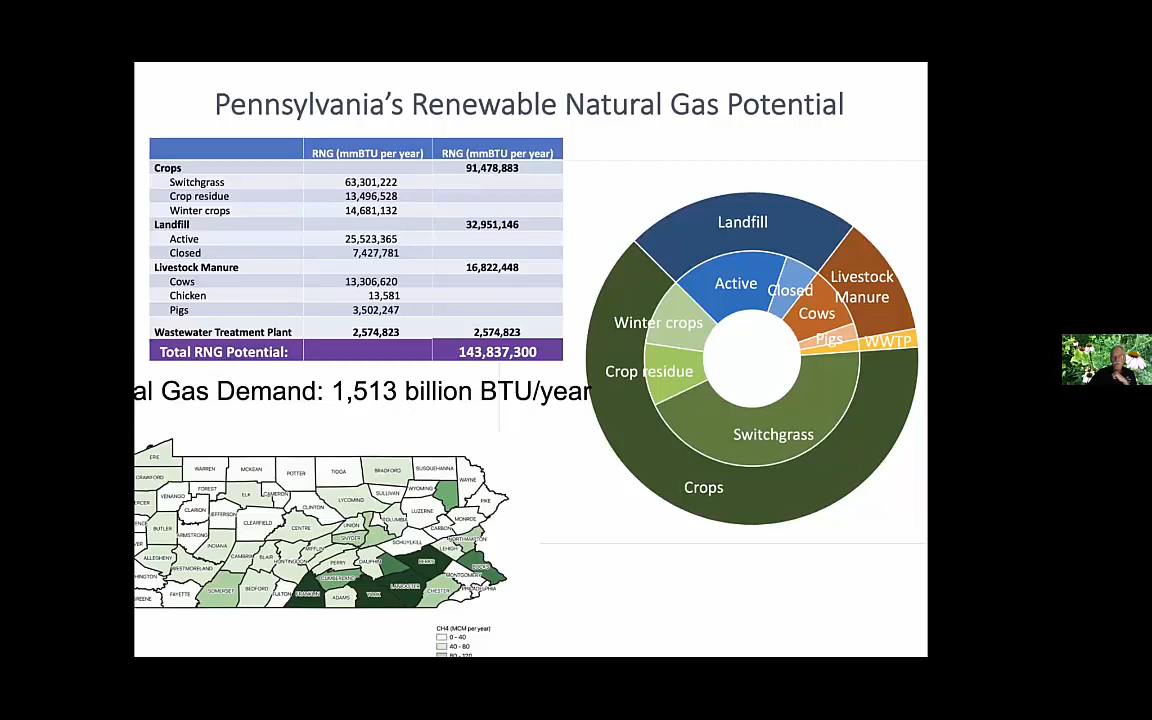 Pennsylvania's Renewable Natural Gas Potential
RNG (mmBTU per year) RNG (mmBTU per year)
Crops 91,478,883
Switchgrass 63,301,222
Crop residue 13,496,528
Winter crops 14,681,132
Landfill 32,951,146
Active 25,523,365
Closed 7,427,781
Livestock Manure 16,822,448
Cows 13,306,620
Chicken 13,581
Pigs 3,502,247
Wastewater Treatment Plant 2,574,823 2,574,823
Total RNG Potential: 143,837,300
al Gas Demand: 1,513 billion BTU/year
Landfill
Livestock
Manure
WWTP
Crops
Active
Closed
Cows
Pigs
Switchgrass
Crop residue
Winter crops
ERIE
CRAWFORD
WARREN
MCKEAN
POTTER
TIOGA
BRADFORD
SUSQUEHANNA
WAYNE
FOREST
VENANGO
ELK
CAMERON
SULLIVAN
WYOMING
PIKE
CLARION
JEFFERSON
CLINTON
LYCOMING
LUZERNE
MONROE
BUTLER
ARMSTRONG
CLEARFIELD
CENTRE
UNION
SNYDER
CARBON
SCHUYLKILL
NORTHAMPTON
LEHIGH
INDIANA
ALLEGHENY
WESTMORELAND
BLAIR
MIFFLIN
PERRY
DAUPHIN
BERKS
BUCKS
MONTGOMERY
PHILADELPHIA
CUMBERLAND
LANCASTER
CHESTER
FAYETTE
SOMERSET
BEDFORD
FULTON
FRANKLIN
ADAMS
YORK
CH4 (MCM per year)
0 - 40
40 - 80
80 - 120